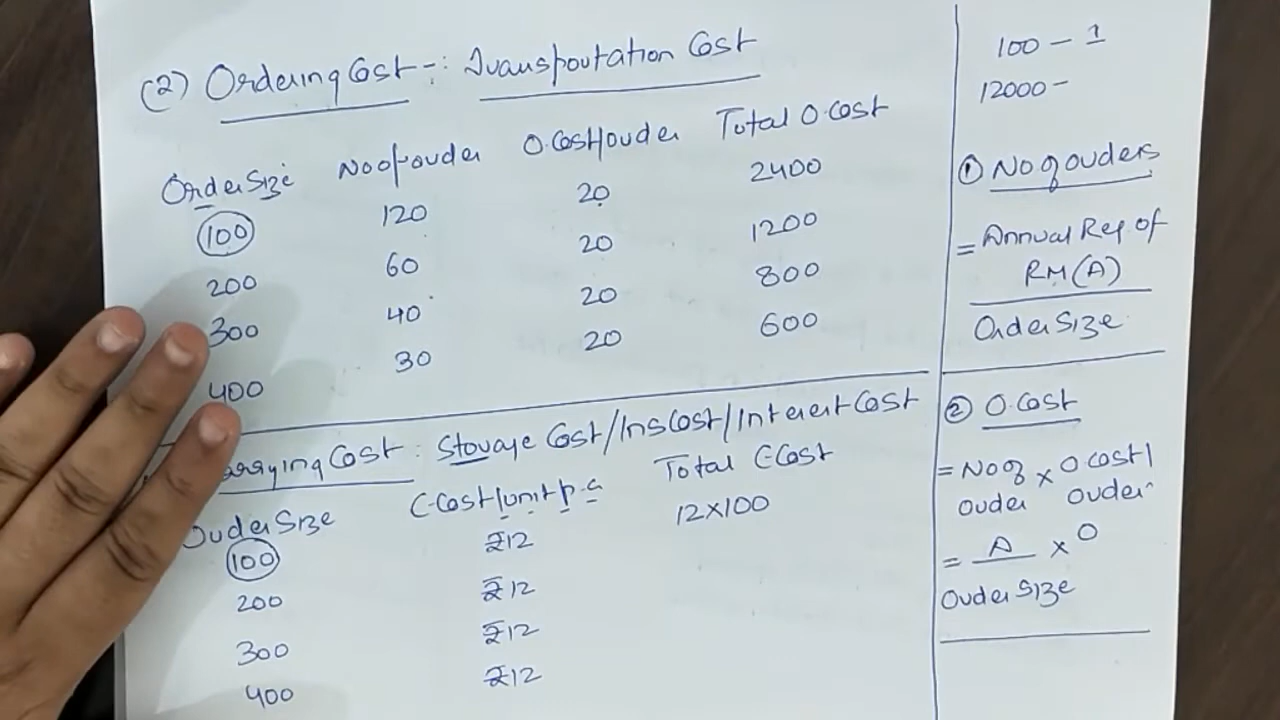 (2) Ordering Cost -: Transportation Cost
Order Size No of order O.Cost/order Total O.Cost
100 120 20 2400
200 60 20 1200
300 40 20 800
400 30 20 600
arrying Cost : Storage Cost/Ins Cost/Interest Cost
Order Size C-Cost/unit p.a Total C Cost
100 ₹12 12×100
200 ₹12
300 ₹12
400 ₹12
100 - 1
12000 -
① No of orders
= Annual Req of
RM (A)
Order Size
② O.Cost
= No of × O cost/
order order
= A × O
Order Size